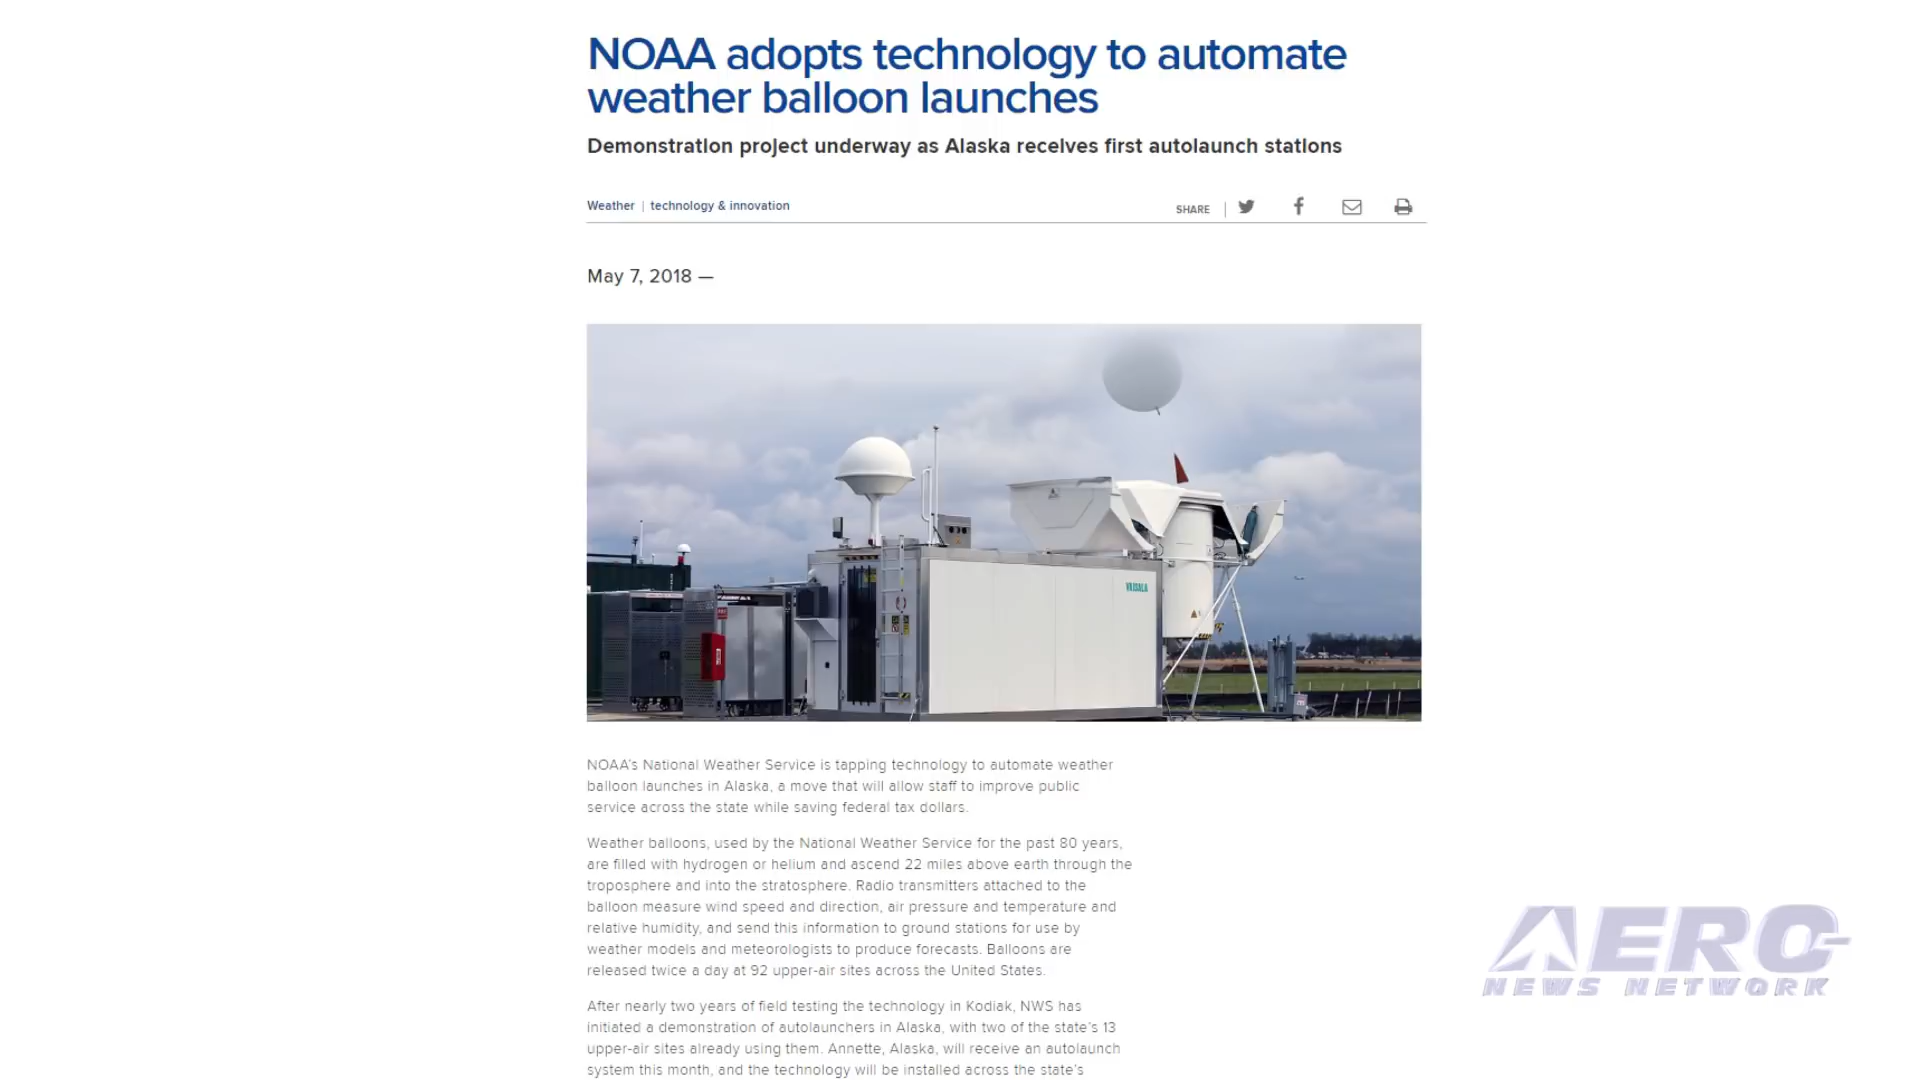 NOAA adopts technology to automate
weather balloon launches
Demonstration project underway as Alaska receives first autolaunch stations
Weather | technology & innovation
SHARE |
May 7, 2018 —
VAISALA
NOAA's National Weather Service is tapping technology to automate weather
balloon launches in Alaska, a move that will allow staff to improve public
service across the state while saving federal tax dollars.
Weather balloons, used by the National Weather Service for the past 80 years,
are filled with hydrogen or helium and ascend 22 miles above earth through the
troposphere and into the stratosphere. Radio transmitters attached to the
balloon measure wind speed and direction, air pressure and temperature and
relative humidity, and send this information to ground stations for use by
weather models and meteorologists to produce forecasts. Balloons are
released twice a day at 92 upper-air sites across the United States.
After nearly two years of field testing the technology in Kodiak, NWS has
initiated a demonstration of autolaunchers in Alaska, with two of the state's 13
upper-air sites already using them. Annette, Alaska, will receive an autolaunch
system this month, and the technology will be installed across the state's
AERO
NEWS NETWORK